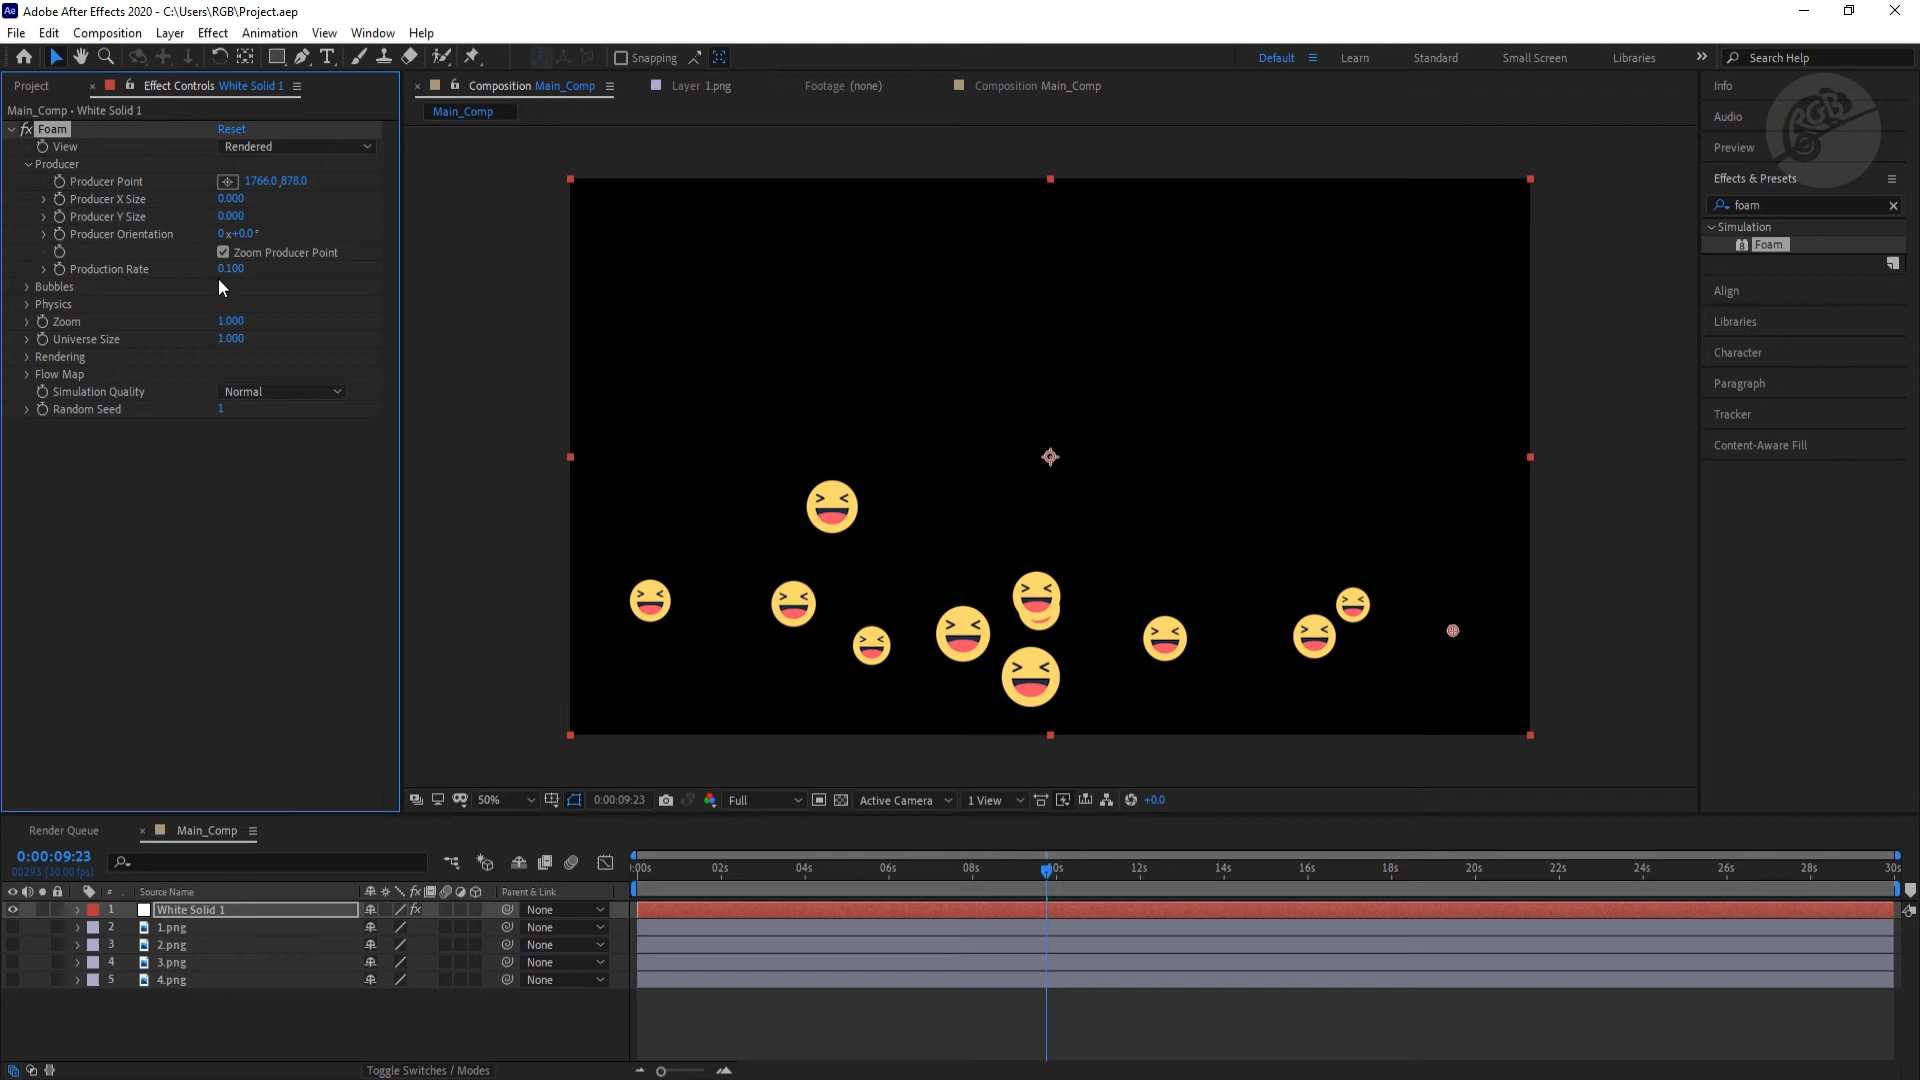 Ae Adobe After Effects 2020 - C:\Users\RGB\Project.aep
File Edit Composition Layer Effect Animation View Window Help
Snapping
Default Learn Standard Small Screen Libraries Search Help
Project Effect Controls White Solid 1
Main_Comp • White Solid 1
fx Foam Reset
View Rendered
Producer
Producer Point 1766.0,878.0
Producer X Size 0.000
Producer Y Size 0.000
Producer Orientation 0x+0.0°
Zoom Producer Point
Production Rate 0.100
Bubbles
Physics
Zoom 1.000
Universe Size 1.000
Rendering
Flow Map
Simulation Quality Normal
Random Seed 1
Composition Main_Comp Layer 1.png Footage (none) Composition Main_Comp
Main_Comp
50% 0:00:09:23 Full Active Camera 1 View +0.0
Info
Audio
Preview
RGB
Effects & Presets
foam
Simulation
Foam
Align
Libraries
Character
Paragraph
Tracker
Content-Aware Fill
Render Queue Main_Comp
0:00:09:23
00293 (30.00 fps)
# Source Name fx Parent & Link
:00s 02s 04s 06s 08s 0s 12s 14s 16s 18s 20s 22s 24s 26s 28s 30s
1 White Solid 1 fx None
2 1.png None
3 2.png None
4 3.png None
5 4.png None
Toggle Switches / Modes